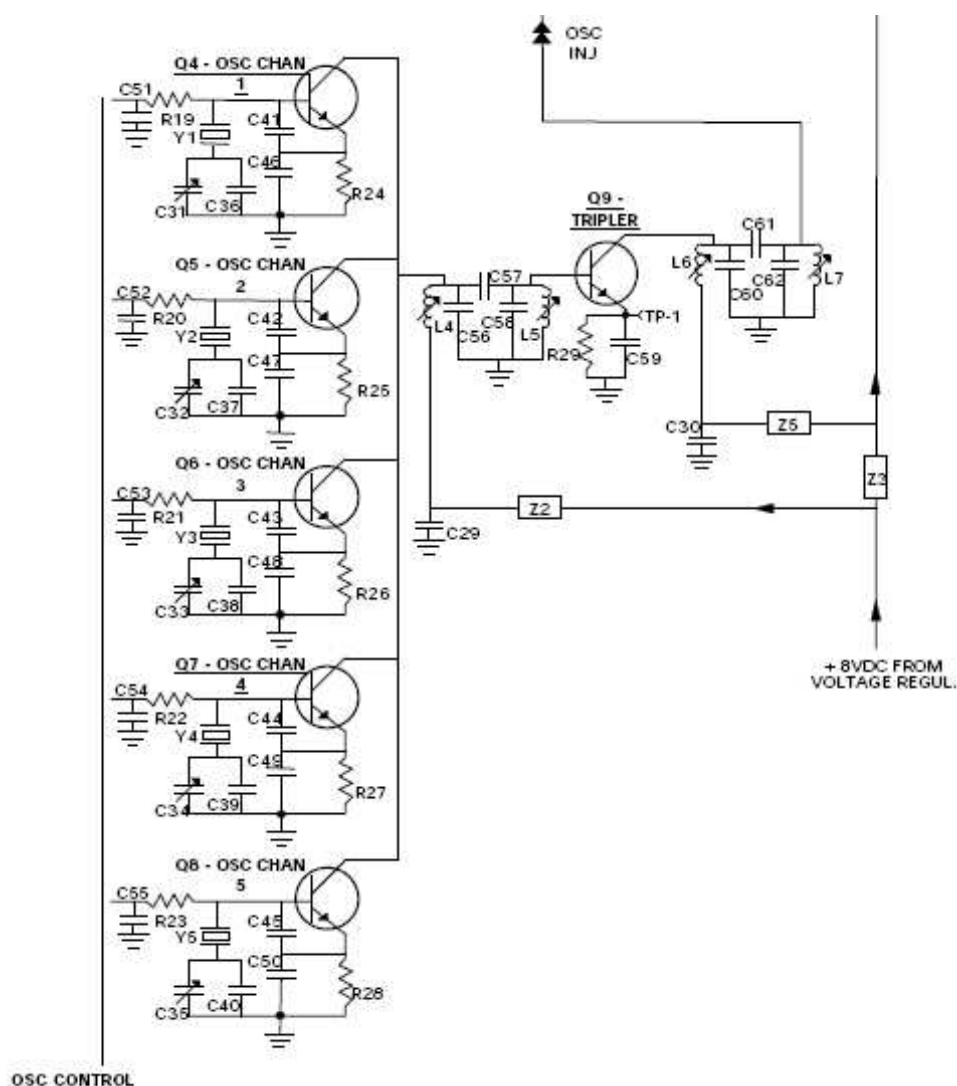 OSC
INJ
Q4 - OSC CHAN
1
C51
R19
Y1
C41
C46
C31
C36
R24
Q5 - OSC CHAN
2
C52
R20
Y2
C42
C47
C32
C37
R25
Q6 - OSC CHAN
3
C53
R21
Y3
C43
C48
C33
C38
R26
Q7 - OSC CHAN
4
C54
R22
Y4
C44
C49
C34
C39
R27
Q8 - OSC CHAN
5
C55
R23
Y5
C45
C50
C35
C40
R28
OSC CONTROL
L4
C56
C57
C58
L5
Q9 -
TRIPLER
TP-1
R29
C59
L6
C60
C61
C62
L7
C30
Z5
Z3
Z2
C29
+ 8VDC FROM
VOLTAGE REGUL.